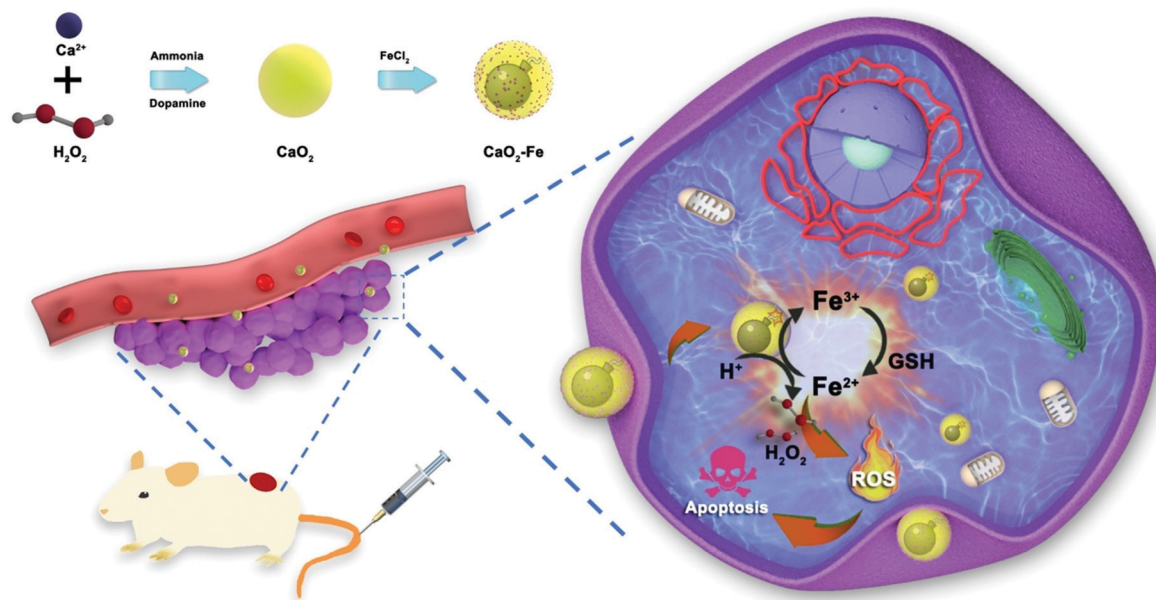 Ca²⁺
+
H₂O₂
Ammonia
Dopamine
CaO₂
FeCl₂
CaO₂-Fe
Fe³⁺
GSH
H⁺
Fe²⁺
H₂O₂
ROS
Apoptosis